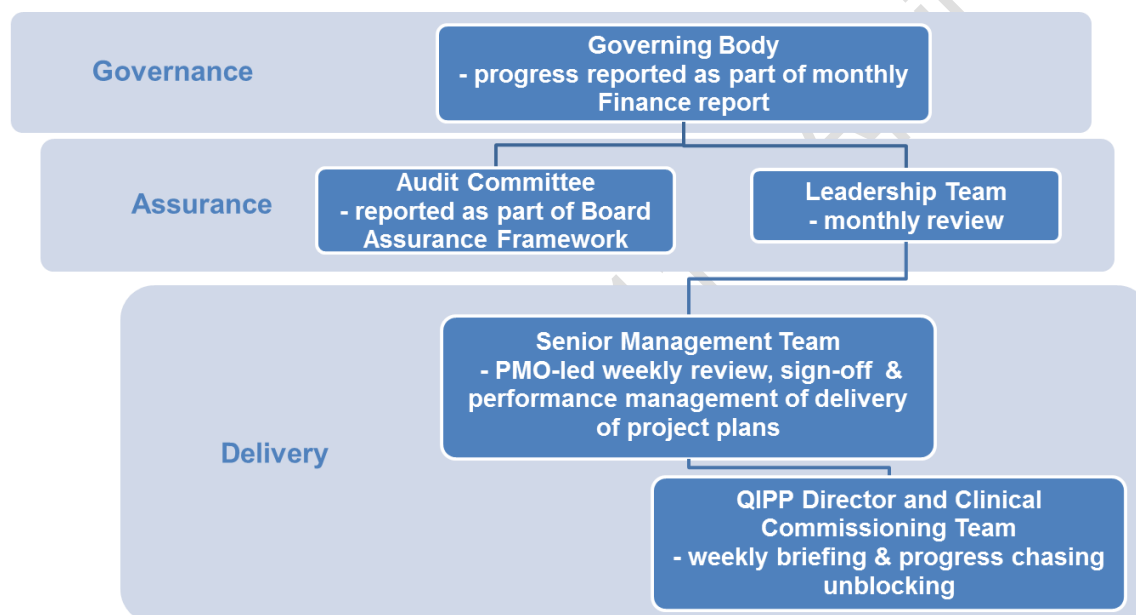 Governance
Governing Body
- progress reported as part of monthly
Finance report
Assurance
Audit Committee
- reported as part of Board
Assurance Framework
Leadership Team
- monthly review
Delivery
Senior Management Team
- PMO-led weekly review, sign-off &
performance management of delivery
of project plans
QIPP Director and Clinical
Commissioning Team
- weekly briefing & progress chasing
unblocking